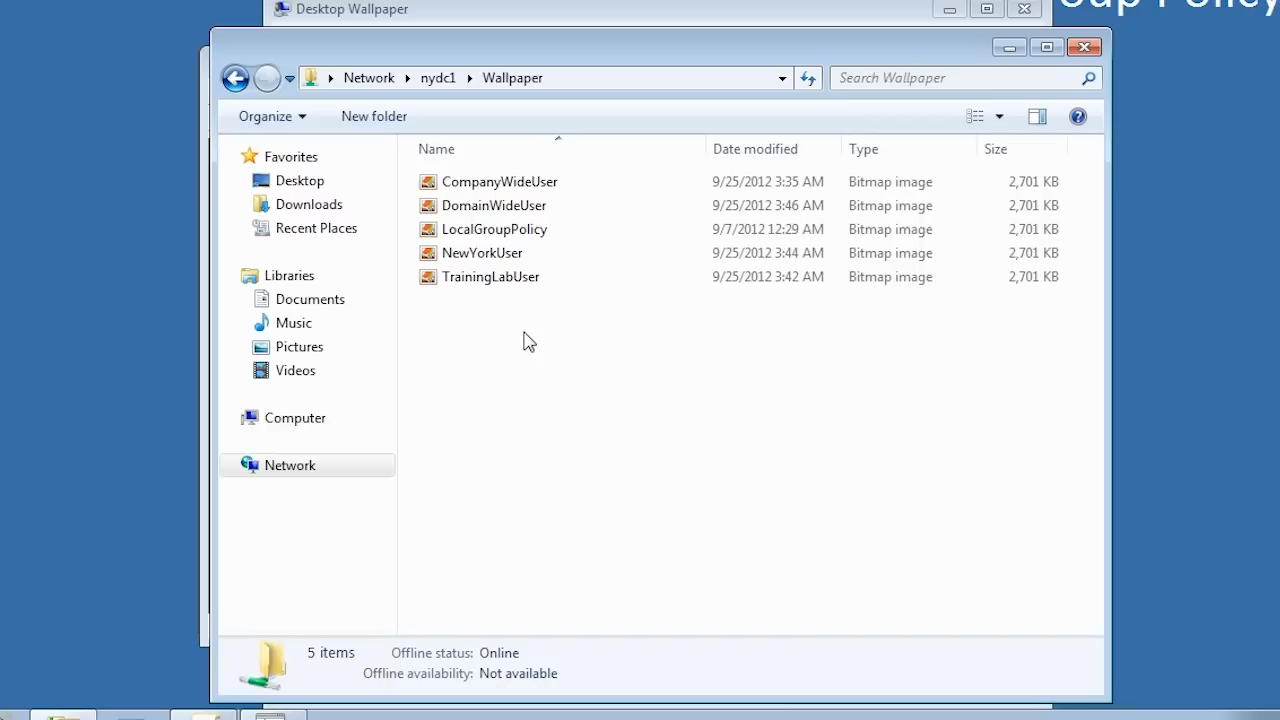 Desktop Wallpaper
Network nydc1 Wallpaper
Search Wallpaper
Organize New folder
Name Date modified Type Size
Favorites
Desktop
Downloads
Recent Places
Libraries
Documents
Music
Pictures
Videos
Computer
Network
CompanyWideUser 9/25/2012 3:35 AM Bitmap image 2,701 KB
DomainWideUser 9/25/2012 3:46 AM Bitmap image 2,701 KB
LocalGroupPolicy 9/7/2012 12:29 AM Bitmap image 2,701 KB
NewYorkUser 9/25/2012 3:44 AM Bitmap image 2,701 KB
TrainingLabUser 9/25/2012 3:42 AM Bitmap image 2,701 KB
5 items Offline status: Online
Offline availability: Not available